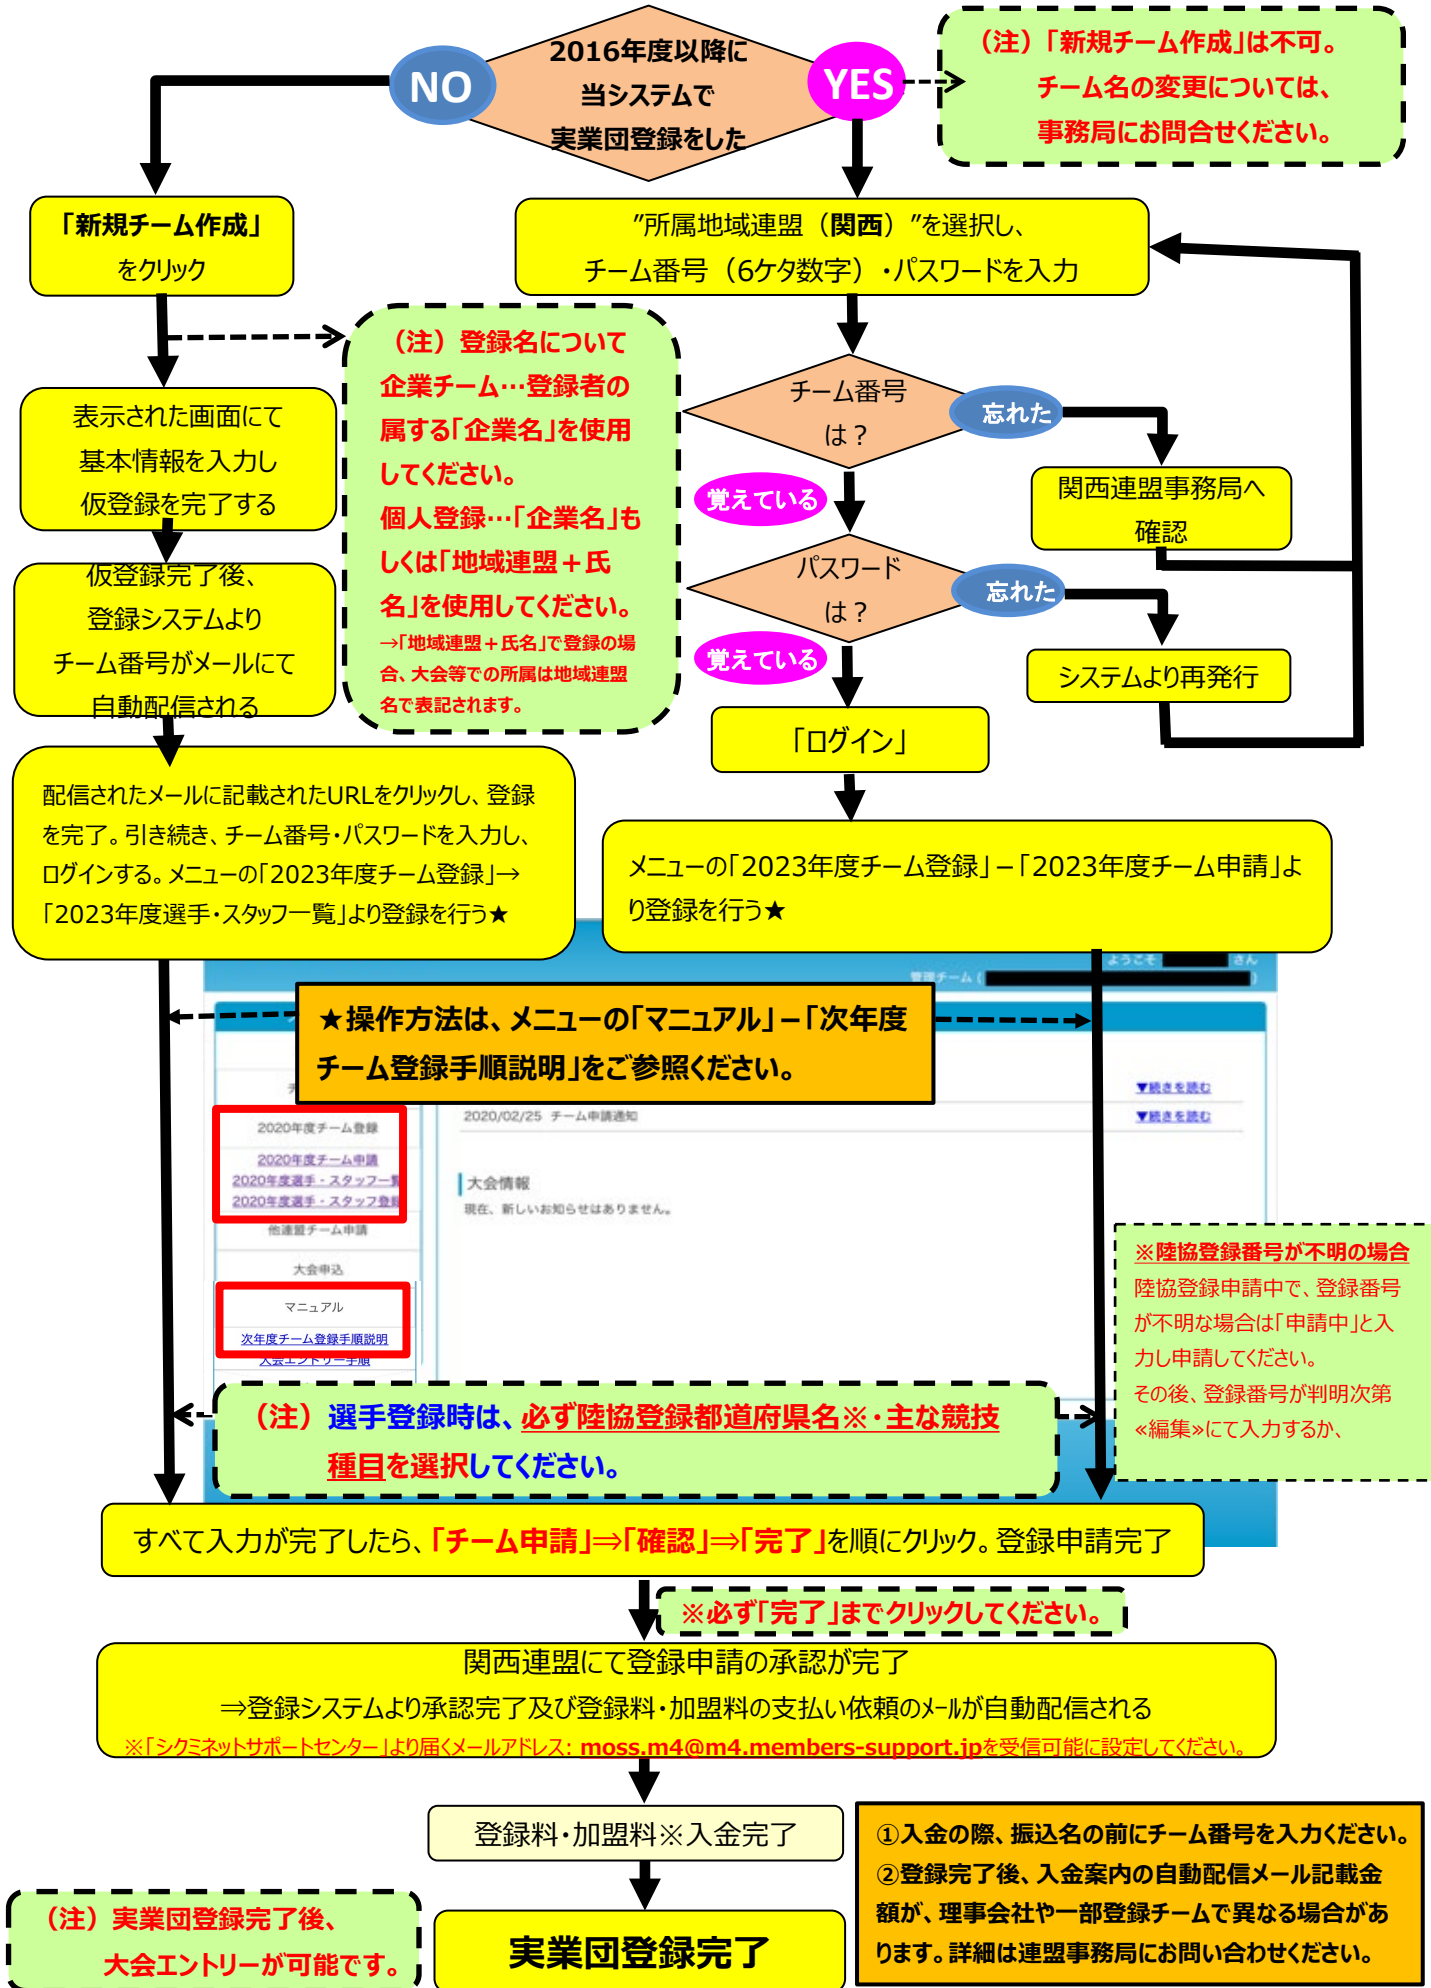 2016年度以降に
当システムで
実業団登録をした
NO
YES
（注）「新規チーム作成」は不可。
チーム名の変更については、
事務局にお問合せください。
「新規チーム作成」
をクリック
”所属地域連盟（関西）”を選択し、
チーム番号（6ケタ数字）・パスワードを入力
（注）登録名について
企業チーム…登録者の
属する「企業名」を使用
してください。
個人登録…「企業名」も
しくは「地域連盟＋氏
名」を使用してください。
→「地域連盟＋氏名」で登録の場
合、大会等での所属は地域連盟
名で表記されます。
表示された画面にて
基本情報を入力し
仮登録を完了する
チーム番号
は？
忘れた
覚えている
関西連盟事務局へ
確認
パスワード
は？
忘れた
覚えている
システムより再発行
仮登録完了後、
登録システムより
チーム番号がメールにて
自動配信される
「ログイン」
配信されたメールに記載されたURLをクリックし、登録
を完了。引き続き、チーム番号・パスワードを入力し、
ログインする。メニューの「2023年度チーム登録」→
「2023年度選手・スタッフ一覧」より登録を行う★
メニューの「2023年度チーム登録」－「2023年度チーム申請」よ
り登録を行う★
ようこそ さん
管理チーム ( )
★操作方法は、メニューの「マニュアル」－「次年度
チーム登録手順説明」をご参照ください。
▼続きを読む
2020/02/25 チーム申請通知
▼続きを読む
2020年度チーム登録
2020年度チーム申請
2020年度選手・スタッフ一覧
2020年度選手・スタッフ登録
他連盟チーム申請
大会申込
マニュアル
次年度チーム登録手順説明
大会エントリー手順
大会情報
現在、新しいお知らせはありません。
※陸協登録番号が不明の場合
陸協登録申請中で、登録番号
が不明な場合は「申請中」と入
力し申請してください。
その後、登録番号が判明次第
«編集»にて入力するか、
（注）選手登録時は、必ず陸協登録都道府県名※・主な競技
種目を選択してください。
すべて入力が完了したら、「チーム申請」⇒「確認」⇒「完了」を順にクリック。登録申請完了
※必ず「完了」までクリックしてください。
関西連盟にて登録申請の承認が完了
⇒登録システムより承認完了及び登録料・加盟料の支払い依頼のメールが自動配信される
※「シクミネットサポートセンター」より届くメールアドレス: moss.m4@m4.members-support.jpを受信可能に設定してください。
登録料・加盟料※入金完了
①入金の際、振込名の前にチーム番号を入力ください。
②登録完了後、入金案内の自動配信メール記載金
額が、理事会社や一部登録チームで異なる場合があ
ります。詳細は連盟事務局にお問い合わせください。
（注）実業団登録完了後、
大会エントリーが可能です。
実業団登録完了